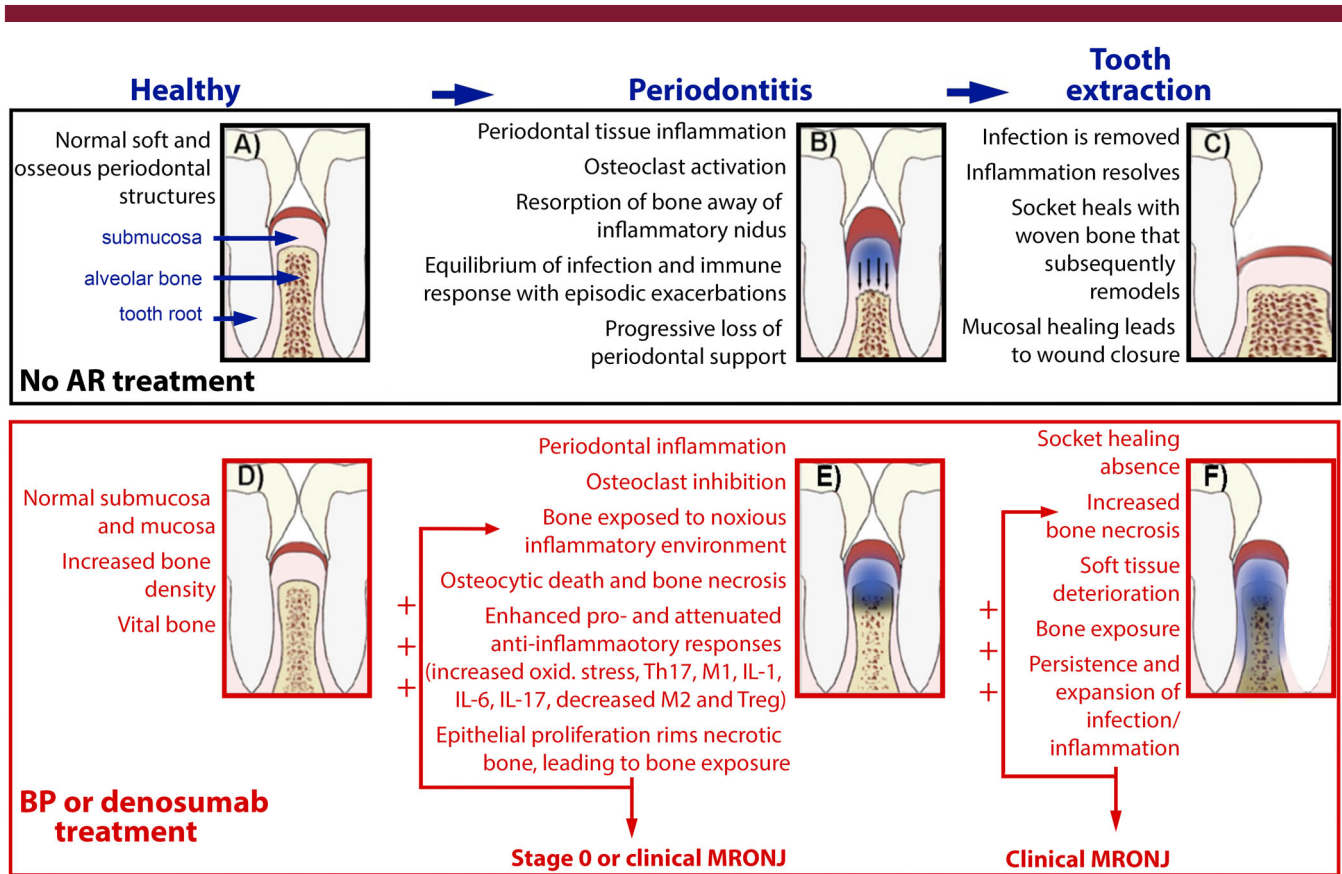 Healthy
Periodontitis
Tooth
extraction
Normal soft and
osseous periodontal
structures
submucosa
alveolar bone
tooth root
A)
No AR treatment
Periodontal tissue inflammation
Osteoclast activation
Resorption of bone away of
inflammatory nidus
Equilibrium of infection and immune
response with episodic exacerbations
Progressive loss of
periodontal support
B)
Infection is removed
Inflammation resolves
Socket heals with
woven bone that
subsequently
remodels
Mucosal healing leads
to wound closure
C)
Normal submucosa
and mucosa
Increased bone
density
Vital bone
D)
BP or denosumab
treatment
+
+
+
Periodontal inflammation
Osteoclast inhibition
Bone exposed to noxious
inflammatory environment
Osteocytic death and bone necrosis
Enhanced pro- and attenuated
anti-inflammaotory responses
(increased oxid. stress, Th17, M1, IL-1,
IL-6, IL-17, decreased M2 and Treg)
Epithelial proliferation rims necrotic
bone, leading to bone exposure
Stage 0 or clinical MRONJ
E)
+
+
+
Socket healing
absence
Increased
bone necrosis
Soft tissue
deterioration
Bone exposure
Persistence and
expansion of
infection/
inflammation
Clinical MRONJ
F)